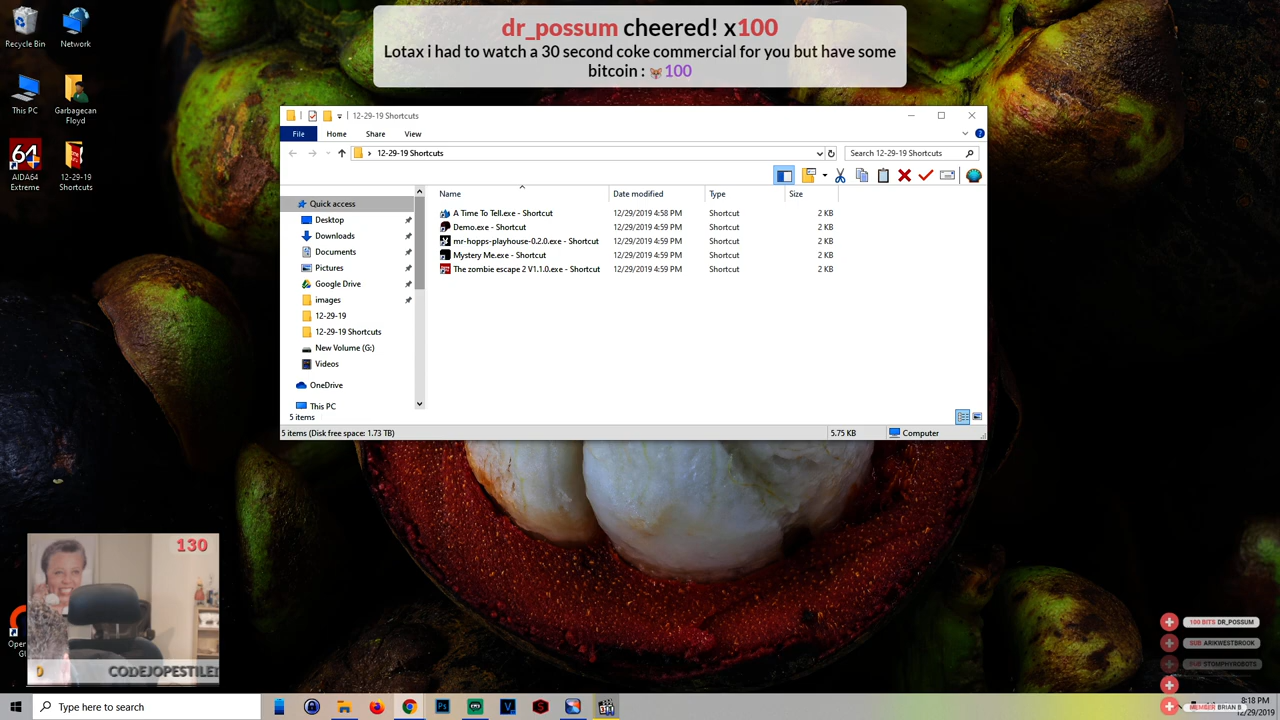 dr_possum cheered! x100
Lotax i had to watch a 30 second coke commercial for you but have some
bitcoin : 100
Recycle Bin
Network
This PC
Garbagecan
Floyd
64
AIDA64
Extreme
12-29-19
Shortcuts
12-29-19 Shortcuts
File Home Share View
12-29-19 Shortcuts
Search 12-29-19 Shortcuts
Name Date modified Type Size
A Time To Tell.exe - Shortcut 12/29/2019 4:58 PM Shortcut 2 KB
Demo.exe - Shortcut 12/29/2019 4:59 PM Shortcut 2 KB
mr-hopps-playhouse-0.2.0.exe - Shortcut 12/29/2019 4:59 PM Shortcut 2 KB
Mystery Me.exe - Shortcut 12/29/2019 4:59 PM Shortcut 2 KB
The zombie escape 2 V1.1.0.exe - Shortcut 12/29/2019 4:59 PM Shortcut 2 KB
Quick access
Desktop
Downloads
Documents
Pictures
Google Drive
images
12-29-19
12-29-19 Shortcuts
New Volume (G:)
Videos
OneDrive
This PC
5 items
5 items (Disk free space: 1.73 TB) 5.75 KB Computer
130
0 CODEJOPESTILE
100 BITS DR_POSSUM
SUB ARIKWESTBROOK
SUB STOMPHYROBOTS
MEMBER BRIAN B
Type here to search
8:18 PM
12/29/2019